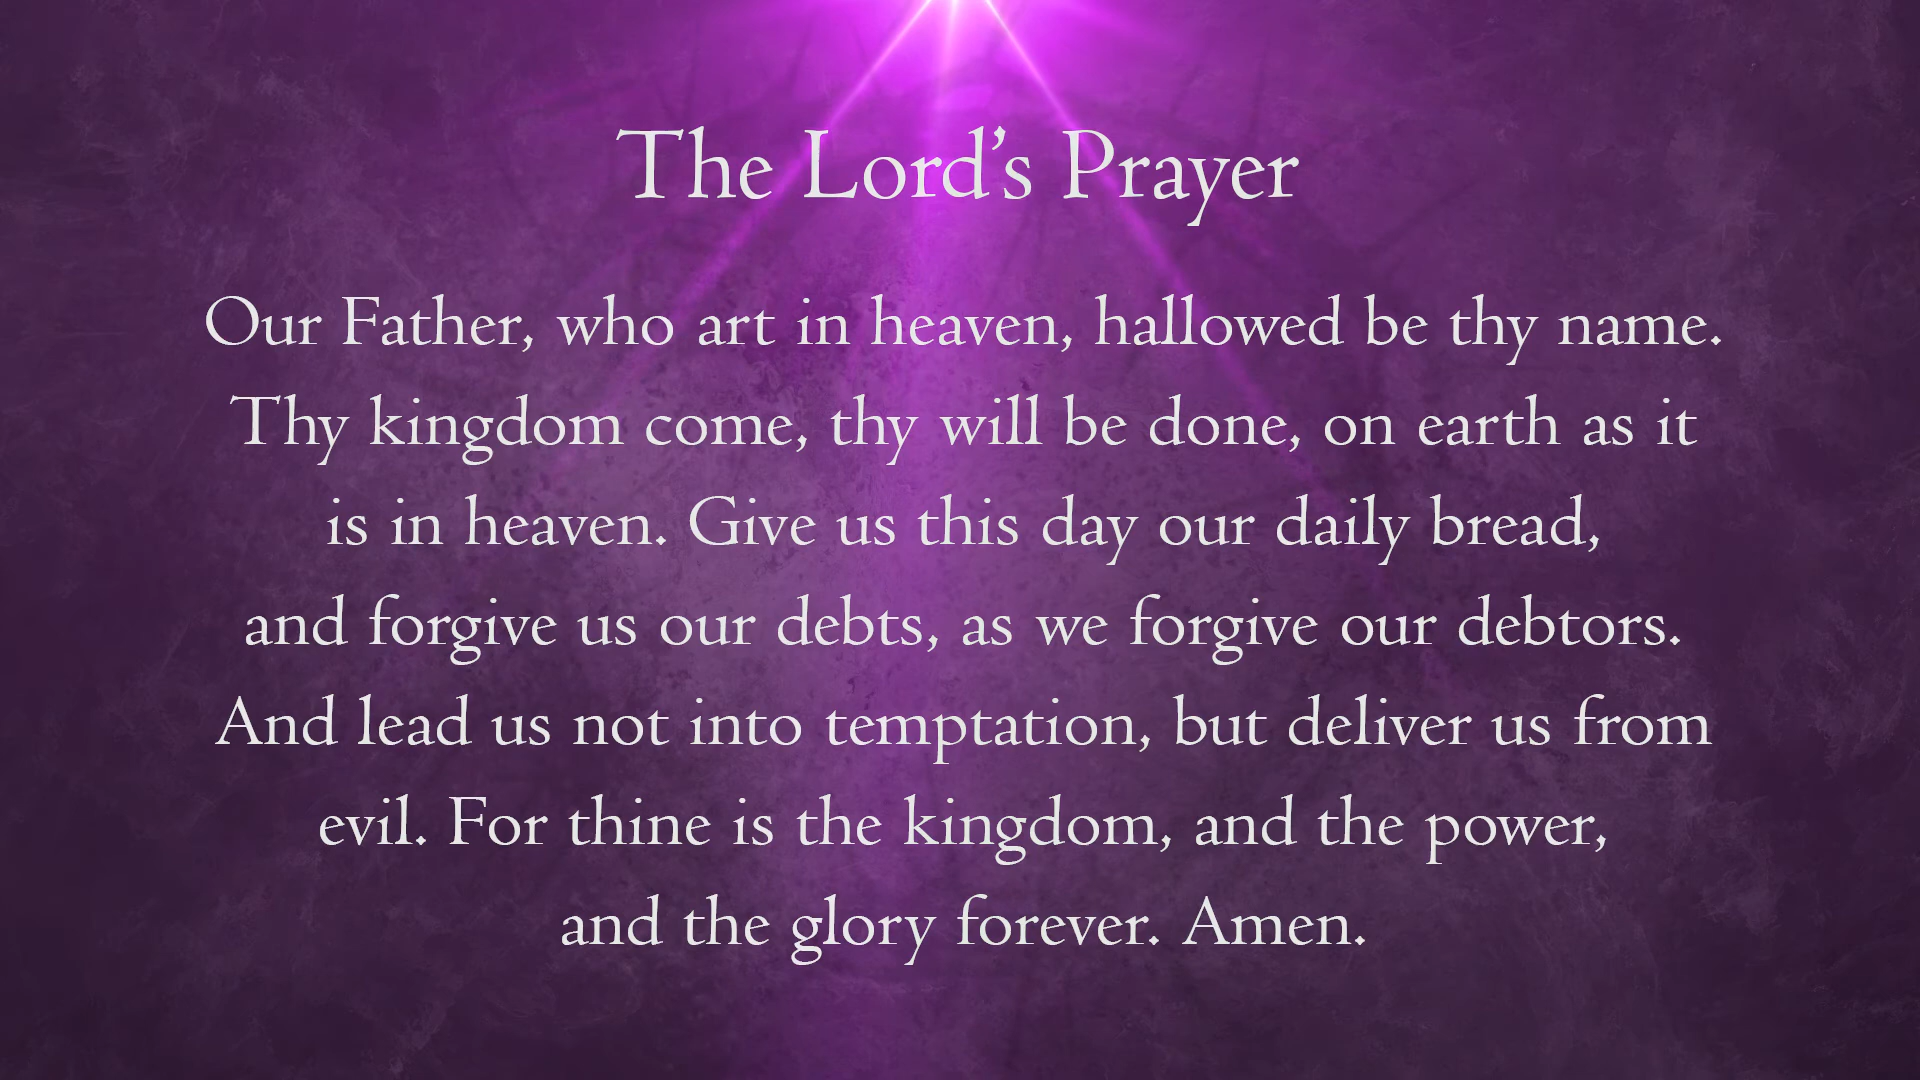 The Lord’s Prayer
Our Father, who art in heaven, hallowed be thy name.
Thy kingdom come, thy will be done, on earth as it
is in heaven. Give us this day our daily bread,
and forgive us our debts, as we forgive our debtors.
And lead us not into temptation, but deliver us from
evil. For thine is the kingdom, and the power,
and the glory forever. Amen.